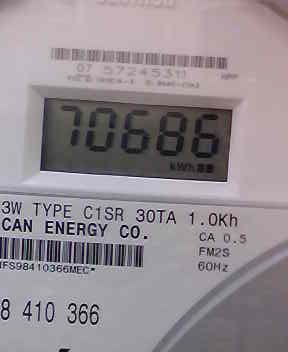 07 57245311
70686
kWh
3W TYPE C1SR 30TA 1.0Kh
CAN ENERGY CO.
CA 0.5
FM2S
60Hz
IFS98410366MEC*
8 410 366